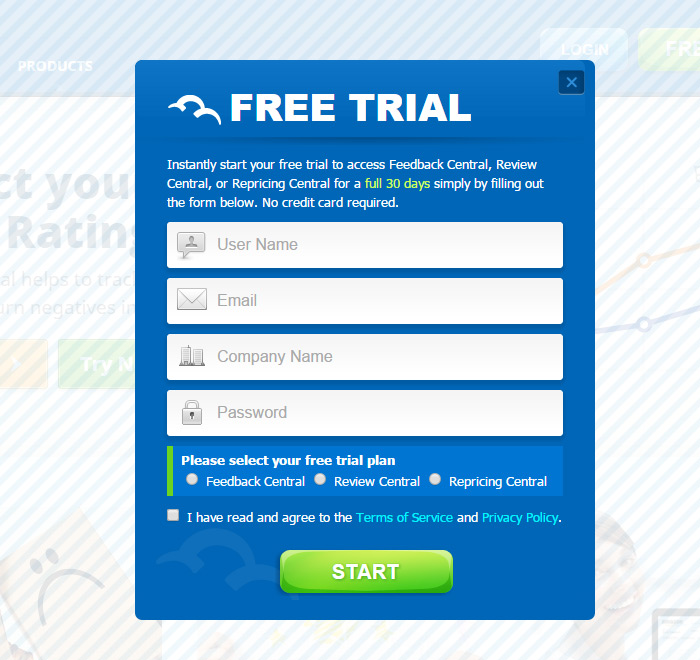 LOGIN
FRE
PRODUCTS
FREE TRIAL
ct you
Instantly start your free trial to access Feedback Central, Review
Central, or Repricing Central for a full 30 days simply by filling out
the form below. No credit card required.
Rating
User Name
al helps to trac
Email
urn negatives in
Company Name
Try N
Password
Please select your free trial plan
Feedback Central Review Central Repricing Central
I have read and agree to the Terms of Service and Privacy Policy.
START